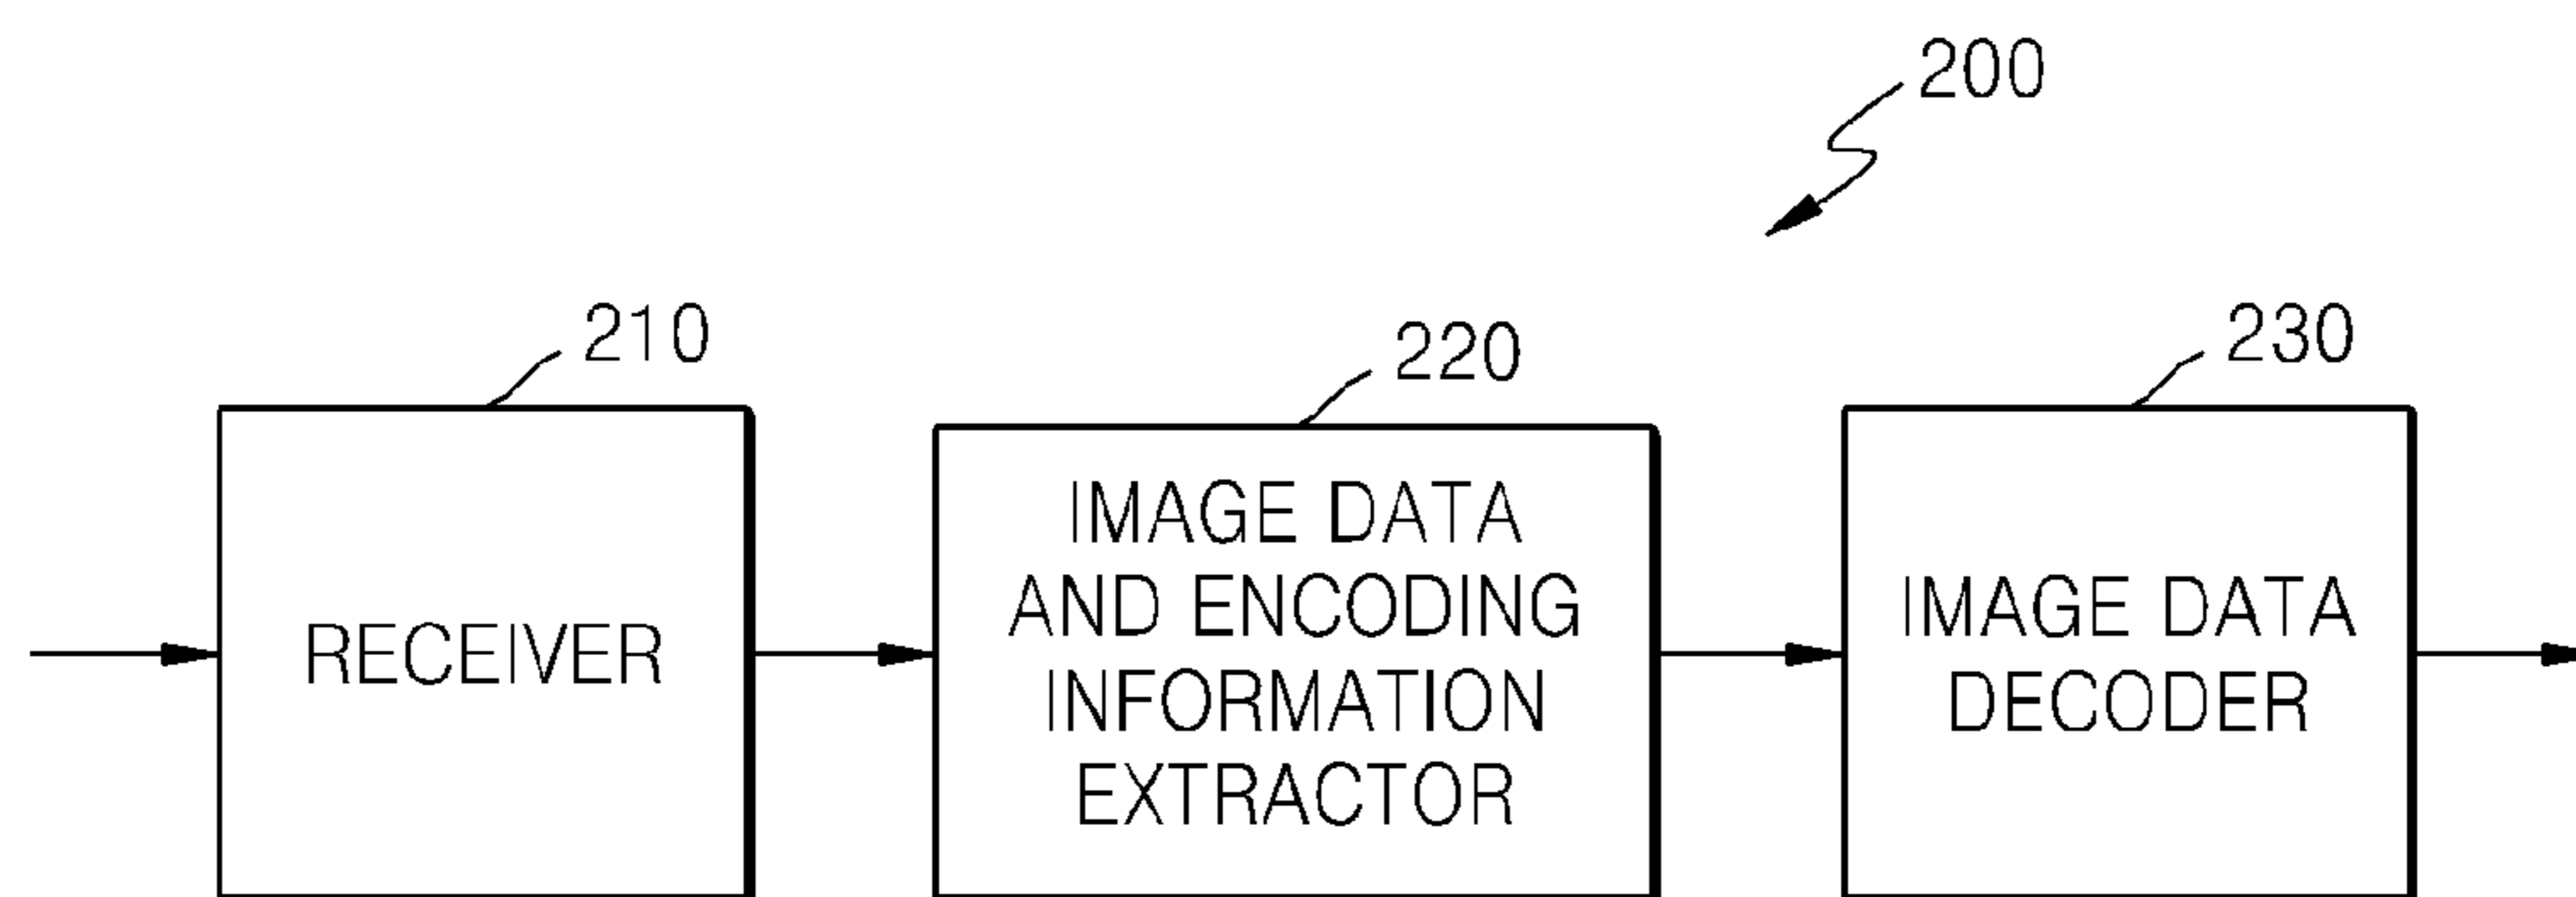 200
210
220
230
RECEIVER
IMAGE DATA
AND ENCODING
INFORMATION
EXTRACTOR
IMAGE DATA
DECODER